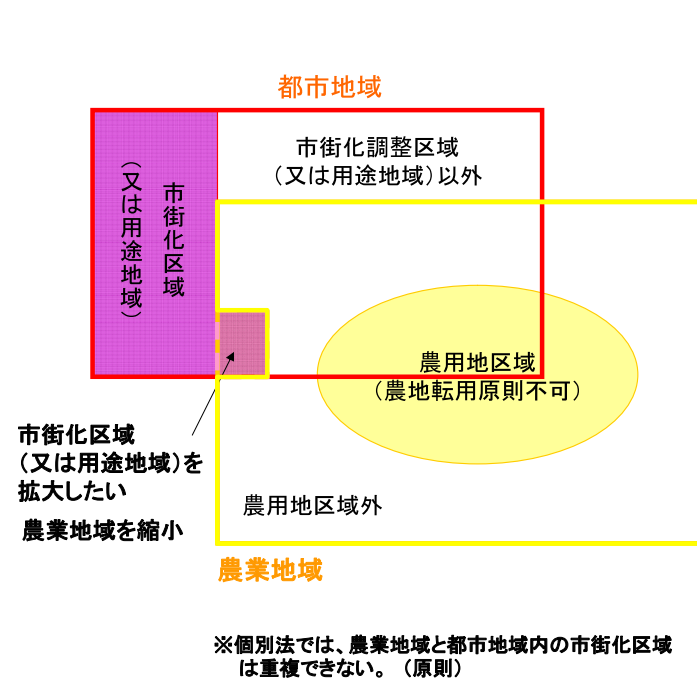 都市地域
市街化調整区域
（又は用途地域）以外
市街化区域
（又は用途地域）
農用地区域
（農地転用原則不可）
市街化区域
（又は用途地域）を
拡大したい
農業地域を縮小
農用地区域外
農業地域
※個別法では、農業地域と都市地域内の市街化区域
は重複できない。（原則）